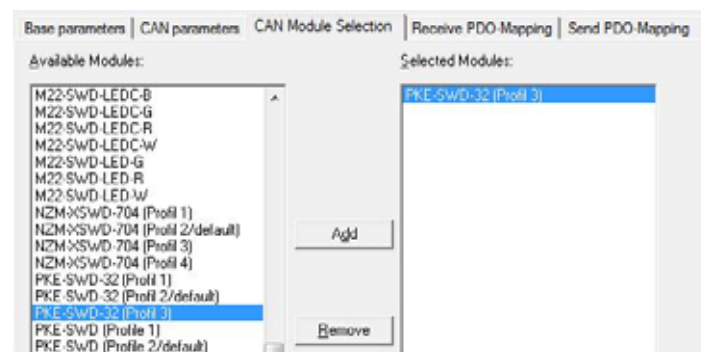 Base parameters CAN parameters CAN Module Selection Receive PDO-Mapping Send PDO-Mapping
Available Modules:
M22-SWD-LEDC-B
M22-SWD-LEDC-G
M22-SWD-LEDC-R
M22-SWD-LEDC-W
M22-SWD-LED-G
M22-SWD-LED-R
M22-SWD-LED-W
NZM-XSWD-704 (Profil 1)
NZM-XSWD-704 (Profil 2/default)
NZM-XSWD-704 (Profil 3)
NZM-XSWD-704 (Profil 4)
PKE-SWD-32 (Profil 1)
PKE-SWD-32 (Profil 2/default)
PKE-SWD-32 (Profil 3)
PKE-SWD (Profile 1)
PKE-SWD (Profile 2/default)
Add
Remove
Selected Modules:
PKE-SWD-32 (Profil 3)